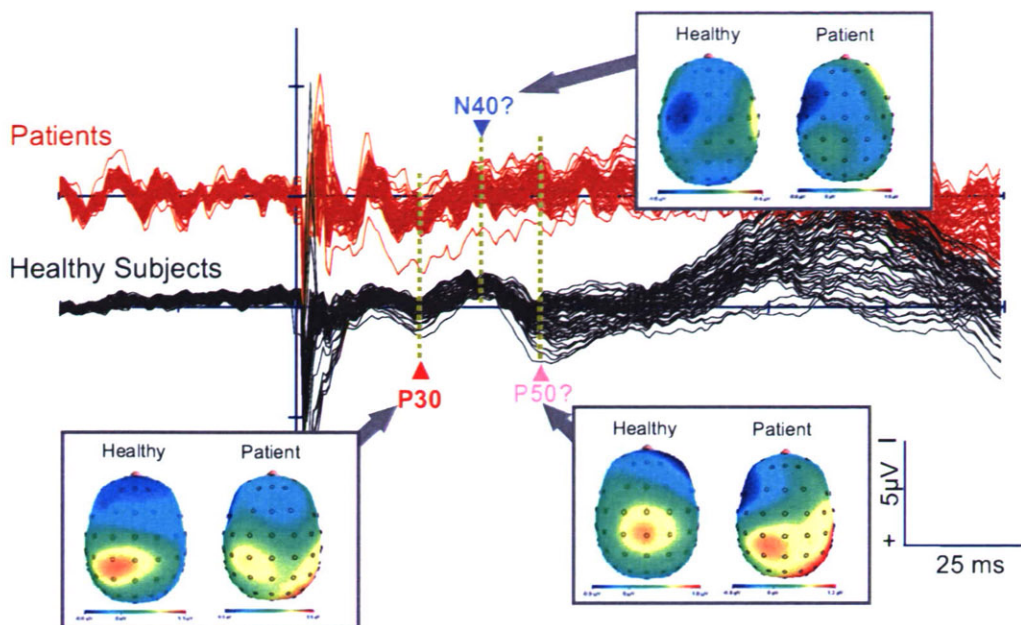 Healthy Patient
N40?
Patients
Healthy Subjects
P30
P50?
Healthy Patient
Healthy Patient
5µV
+
25 ms